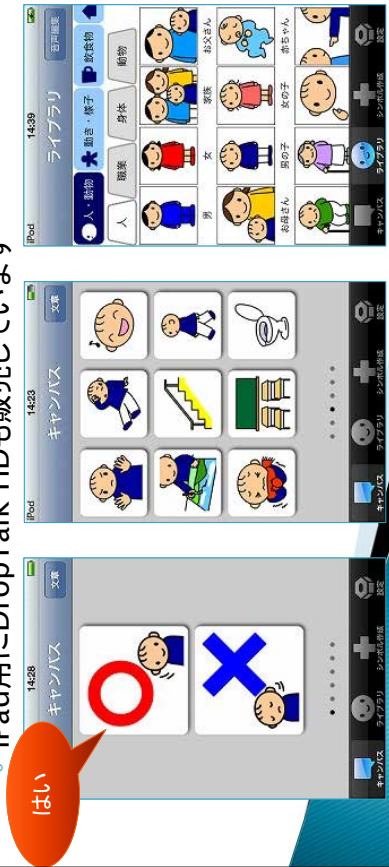 iPad用にDropTalk HDも販売しています
はい
14:28
キャンバス
文章
キャンバス
ライブラリ
シンボル作成
設定
iPod
14:23
キャンバス
文章
キャンバス
ライブラリ
シンボル作成
設定
iPod
14:39
ライブラリ
音声編集
人・動物
動き・様子
飲食物
人
職業
身体
動物
男
女
家族
お父さん
お母さん
男の子
女の子
赤ちゃん
キャンバス
ライブラリ
シンボル作成
設定